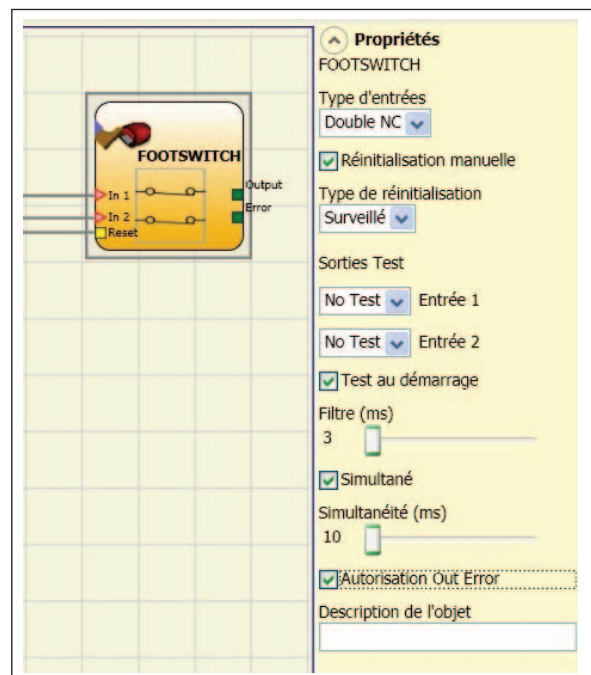 FOOTSWITCH
In 1
In 2
Reset
Output
Error
Propriétés
FOOTSWITCH
Type d'entrées
Double NC
Réinitialisation manuelle
Type de réinitialisation
Surveillé
Sorties Test
No Test Entrée 1
No Test Entrée 2
Test au démarrage
Filtre (ms)
3
Simultané
Simultanéité (ms)
10
Autorisation Out Error
Description de l'objet